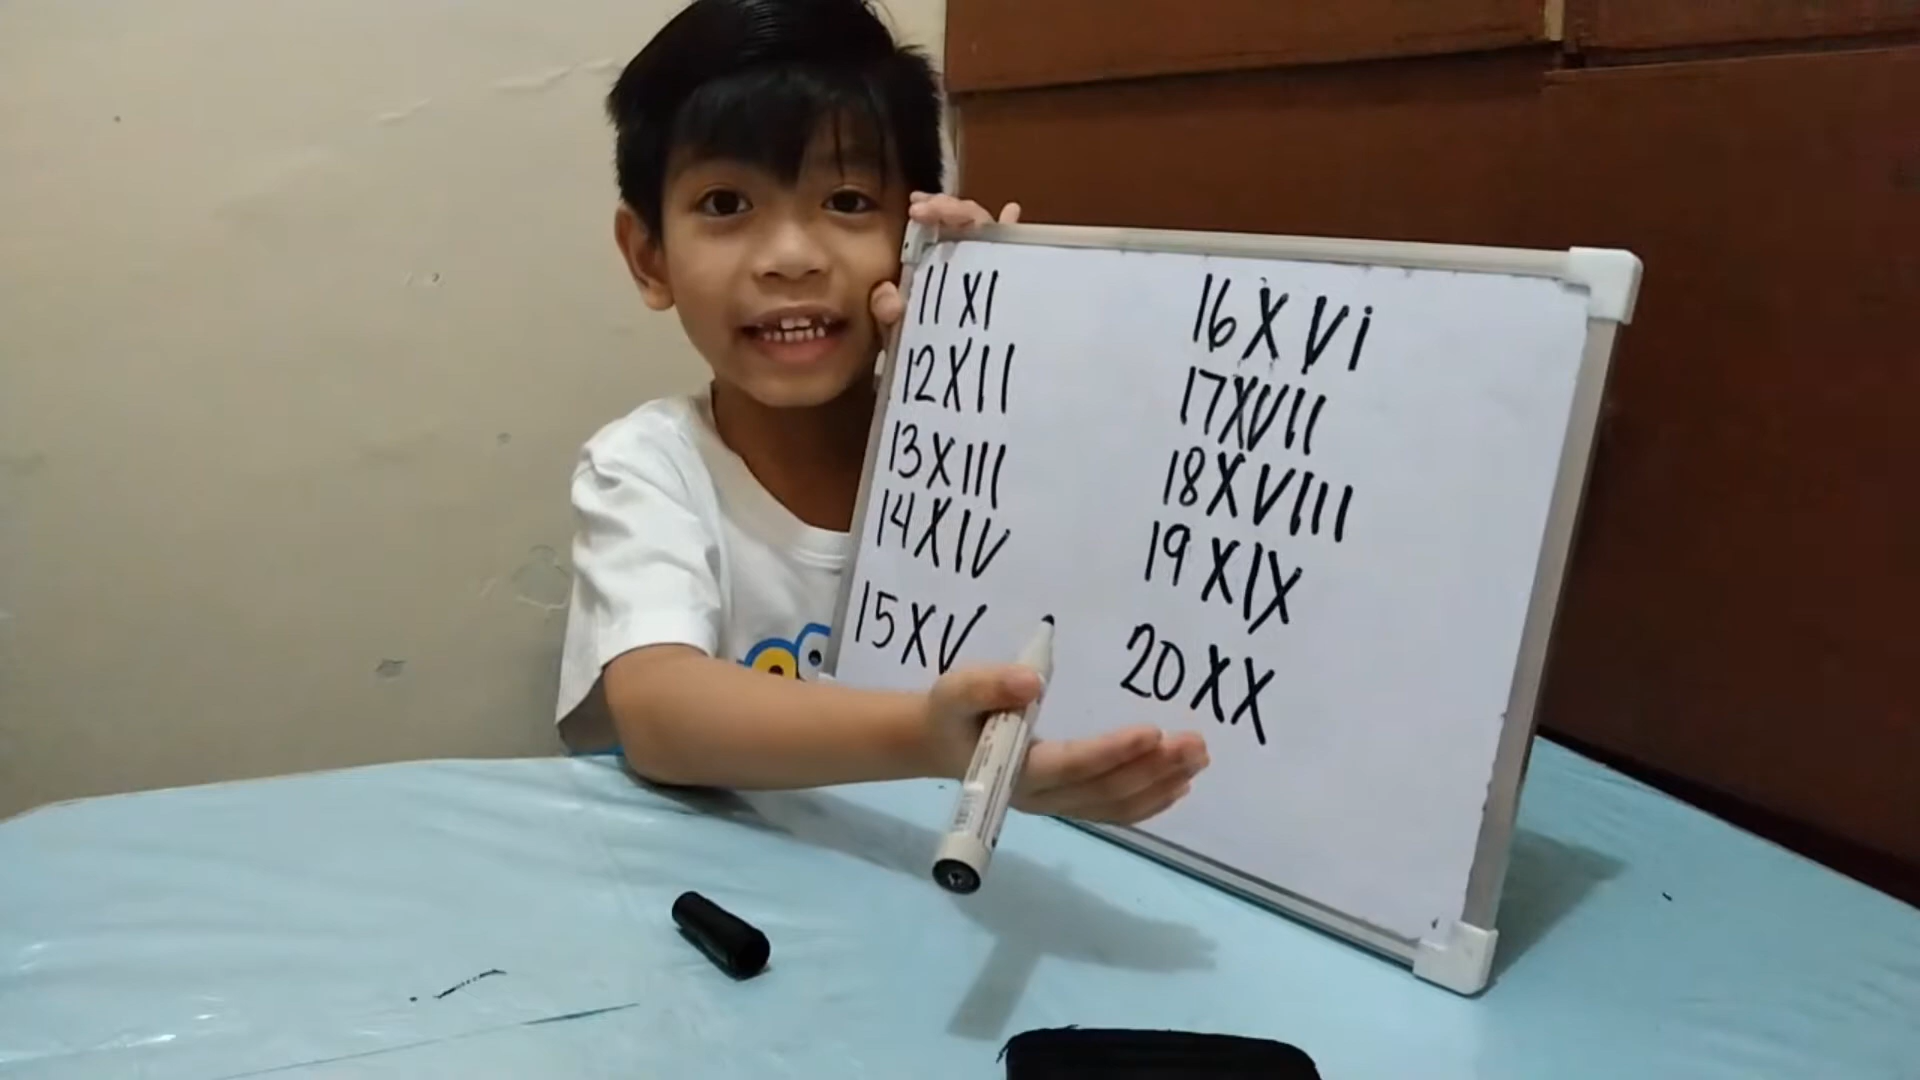 11 XI
12 XII
13 XIII
14 XIV
15 XV
16 XVi
17 XVII
18 XVIII
19 XIX
20 XX